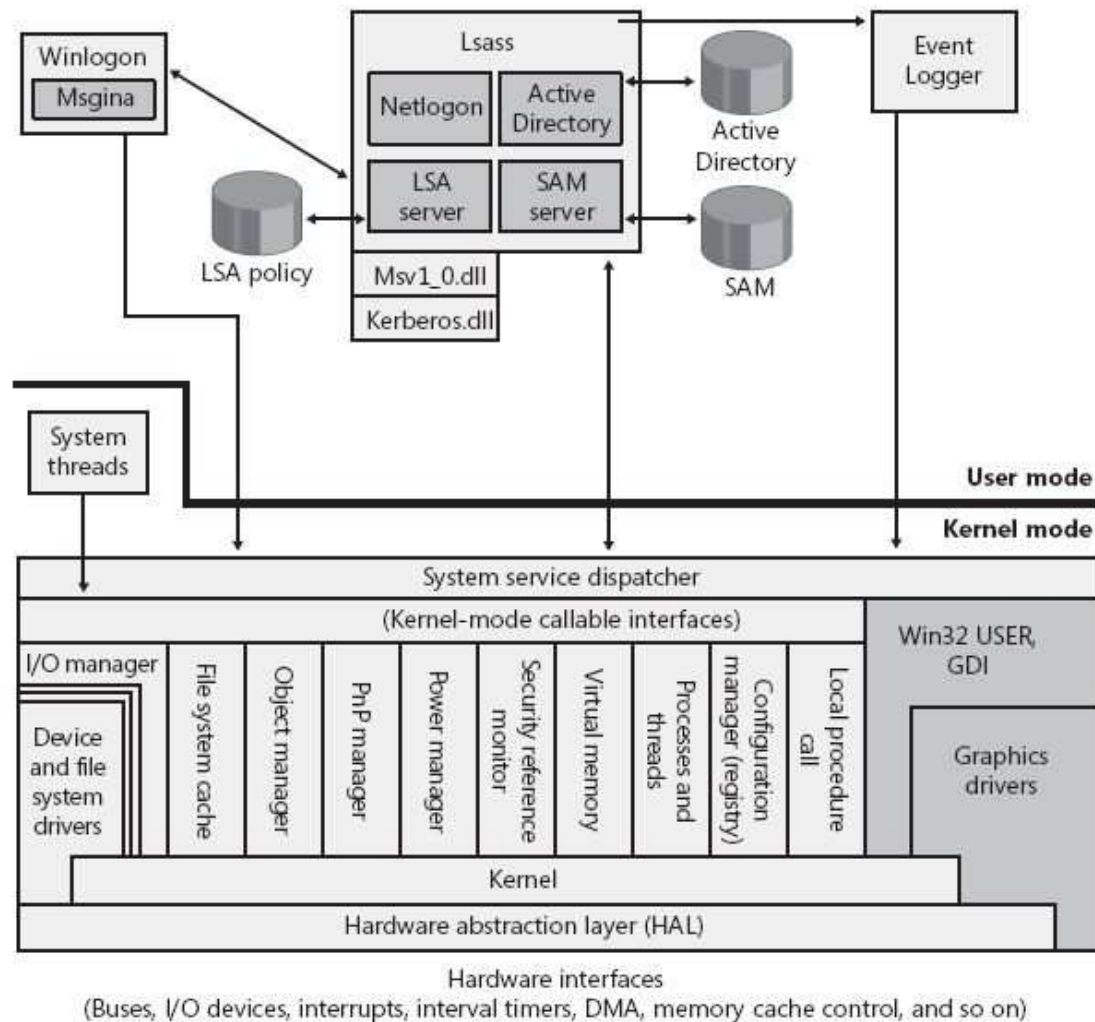 Winlogon
Msgina
Lsass
Netlogon
Active
Directory
LSA
server
SAM
server
Msv1_0.dll
Kerberos.dll
LSA policy
Active
Directory
SAM
Event
Logger
System
threads
User mode
Kernel mode
System service dispatcher
(Kernel-mode callable interfaces)
I/O manager
Device
and file
system
drivers
File system cache
Object manager
PnP manager
Power manager
Security reference
monitor
Virtual memory
Processes and
threads
Configuration
manager (registry)
Local procedure
call
Win32 USER,
GDI
Graphics
drivers
Kernel
Hardware abstraction layer (HAL)
Hardware interfaces
(Buses, I/O devices, interrupts, interval timers, DMA, memory cache control, and so on)